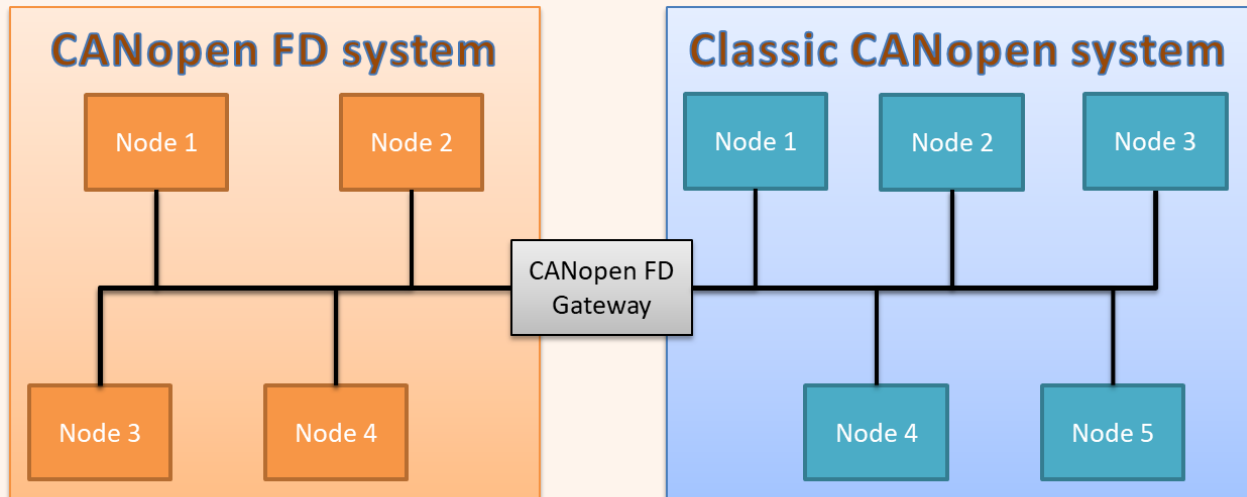 CANopen FD system
Classic CANopen system
Node 1
Node 2
Node 1
Node 2
Node 3
CANopen FD
Gateway
Node 3
Node 4
Node 4
Node 5